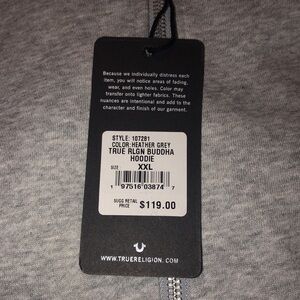 Because we individually distress each
item, you will notice areas of fading,
wear, and even holes. Color may
transfer onto lighter fabrics. These
nuances are intentional and add to the
character and finish of our garment.
STYLE: 107281
COLOR: HEATHER GREY
TRUE RLGN BUDDHA
HOODIE
SIZE: XXL
1 97516 03874 7
SUGG RETAIL
PRICE $119.00
WWW.TRUERELIGION.COM